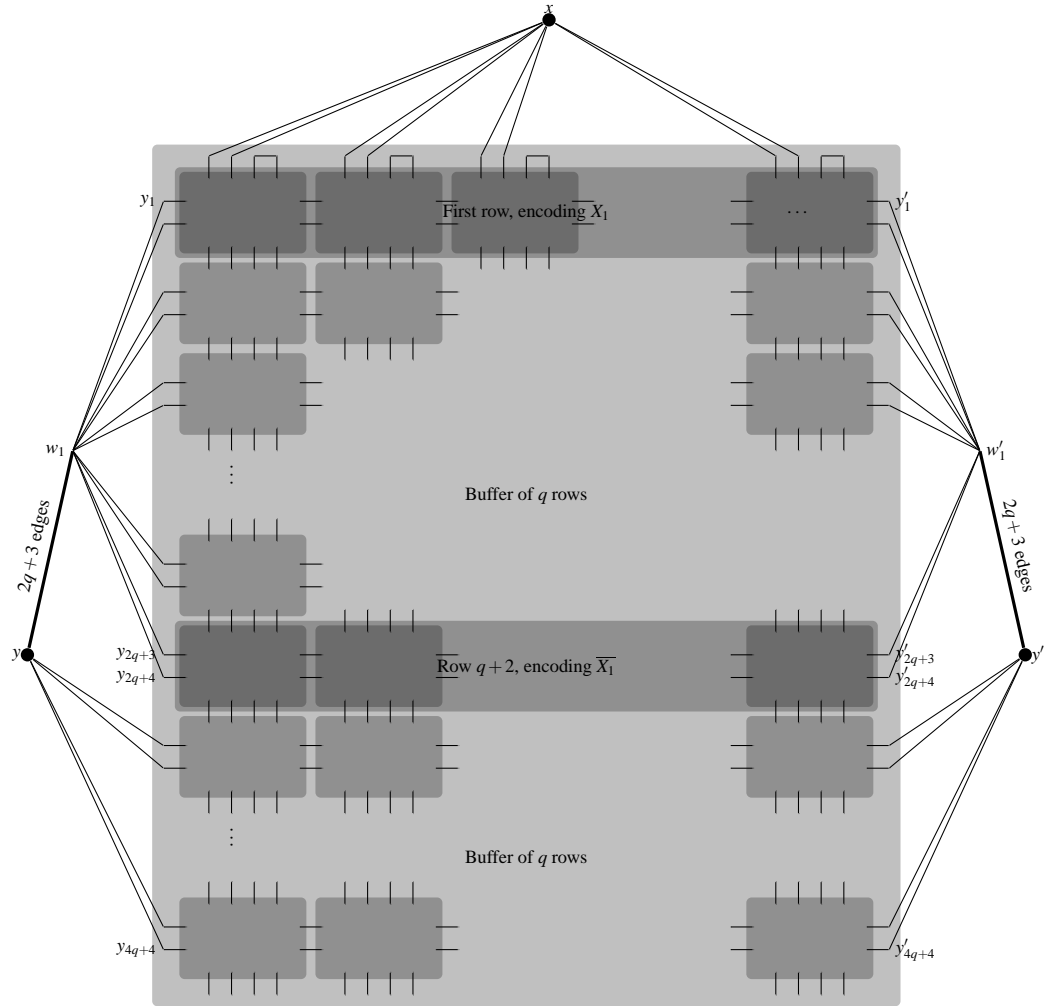 x
y₁
First row, encoding X₁
⋯
y′₁
w₁
w′₁
⋮
Buffer of q rows
2q + 3 edges
2q + 3 edges
y
y₂q₊₃
Row q + 2, encoding X̅₁
y′₂q₊₃
y′
y₂q₊₄
y′₂q₊₄
⋮
Buffer of q rows
y₄q₊₄
y′₄q₊₄